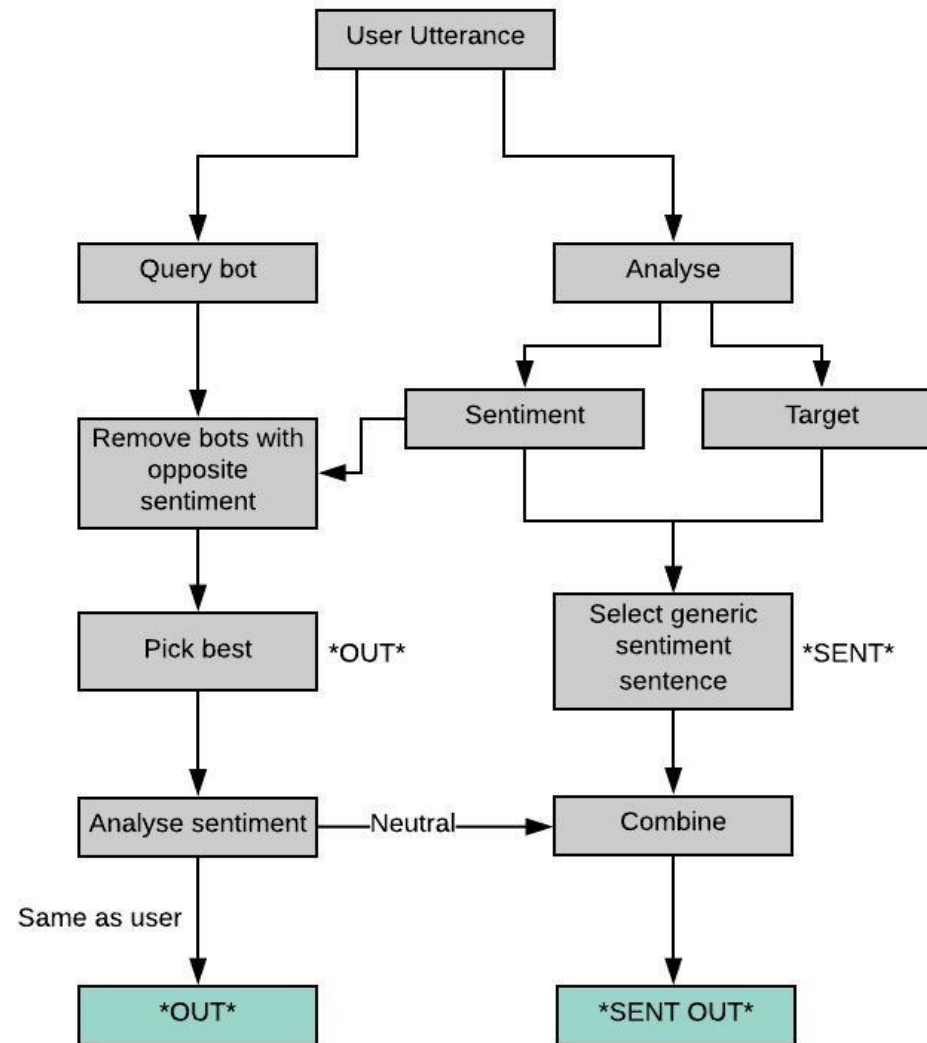 User Utterance
Query bot
Analyse
Sentiment
Target
Remove bots with
opposite
sentiment
Pick best
*OUT*
Select generic
sentiment
sentence
*SENT*
Analyse sentiment
Neutral
Combine
Same as user
*OUT*
*SENT OUT*